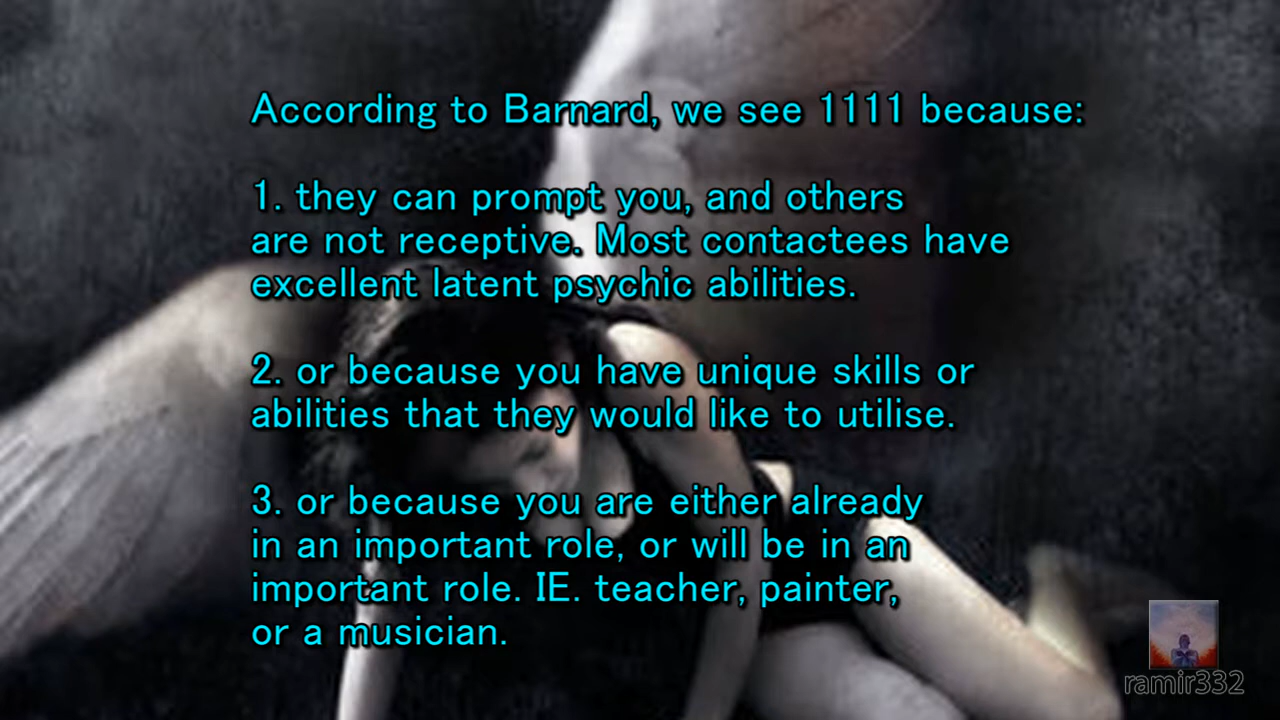 According to Barnard, we see 1111 because:
1. they can prompt you, and others
are not receptive. Most contactees have
excellent latent psychic abilities.
2. or because you have unique skills or
abilities that they would like to utilise.
3. or because you are either already
in an important role, or will be in an
important role. IE. teacher, painter,
or a musician.
ramir332